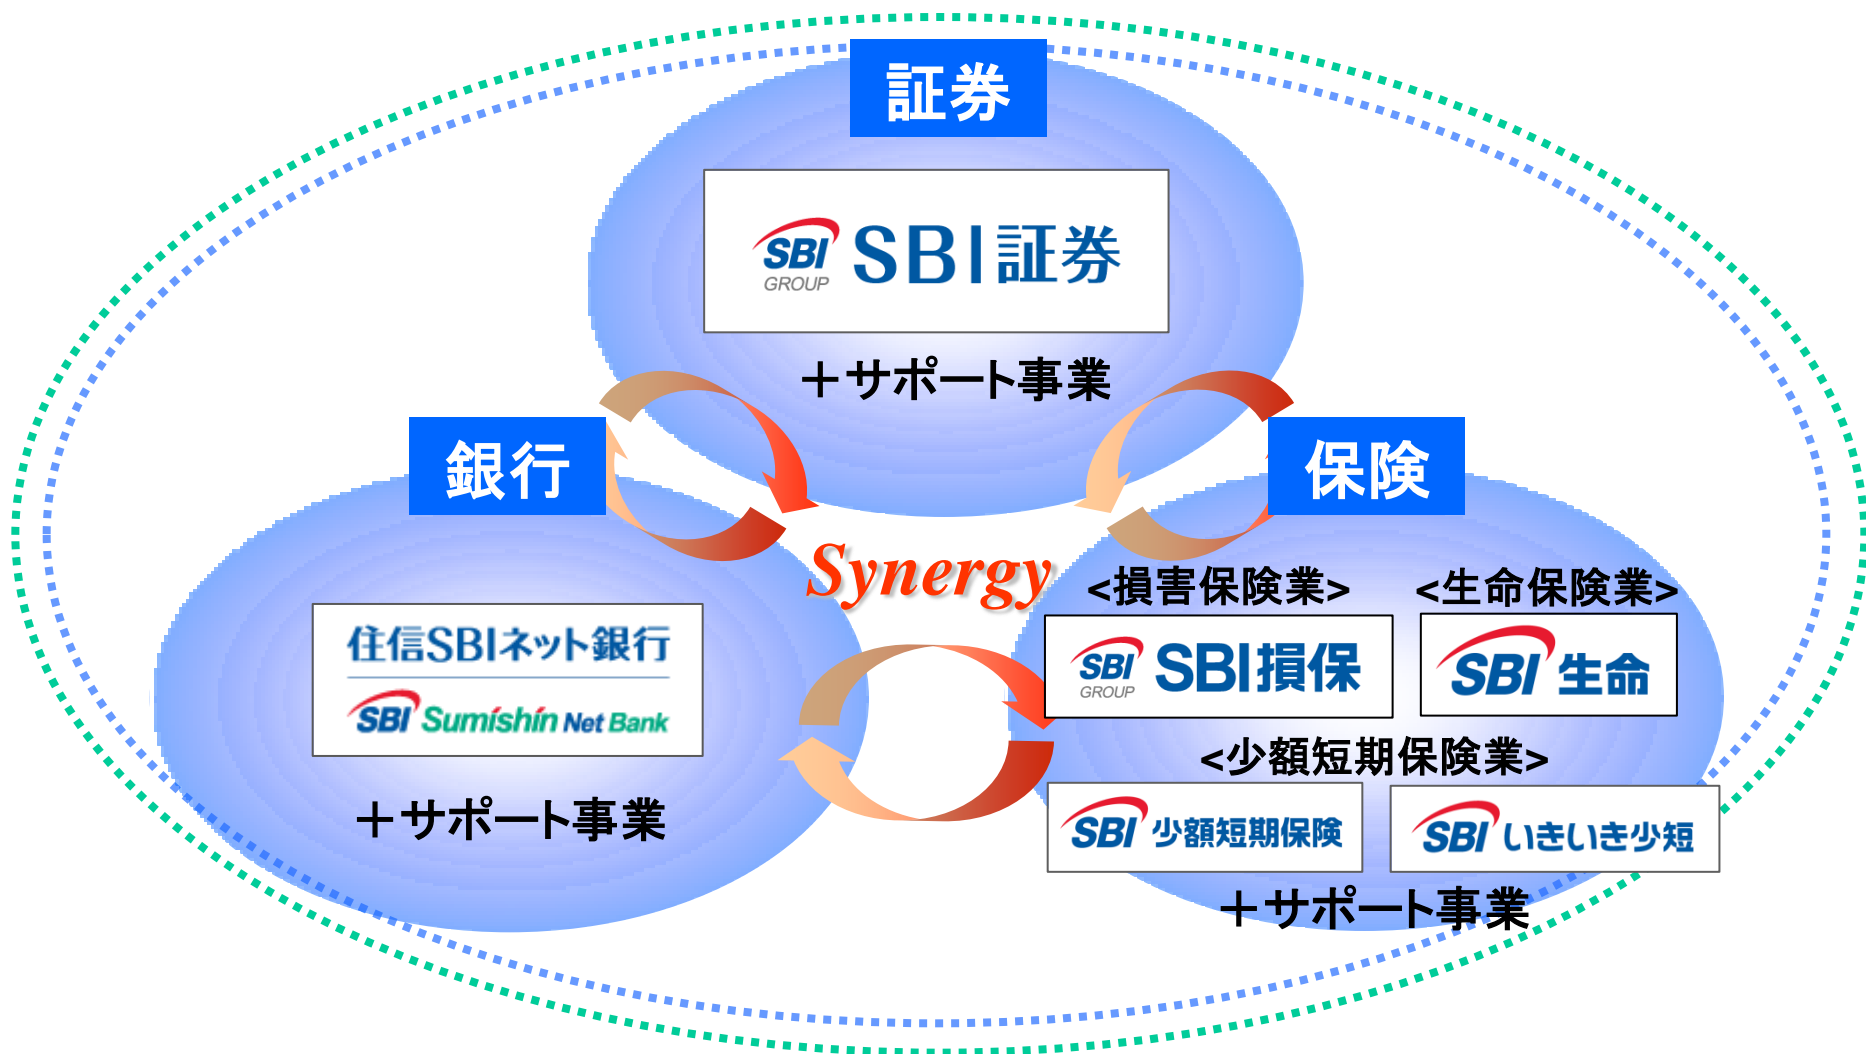 証券
SBI GROUP SBI証券
＋サポート事業
銀行
住信SBIネット銀行
SBI Sumishin Net Bank
＋サポート事業
Synergy
保険
<損害保険業> <生命保険業>
SBI GROUP SBI損保
SBI 生命
<少額短期保険業>
SBI 少額短期保険
SBI いきいき少短
＋サポート事業